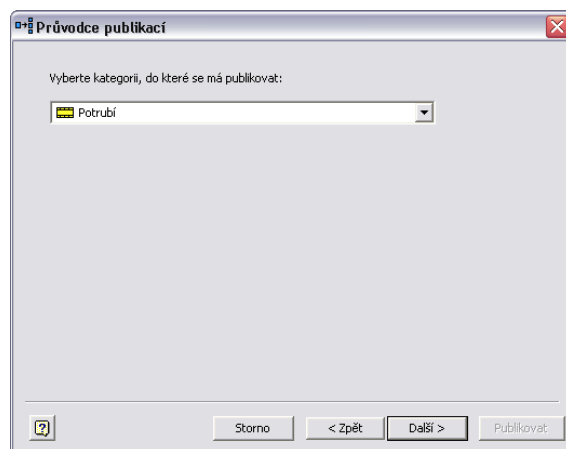 Průvodce publikací
Vyberte kategorii, do které se má publikovat:
Potrubí
Storno
< Zpět
Další >
Publikovat